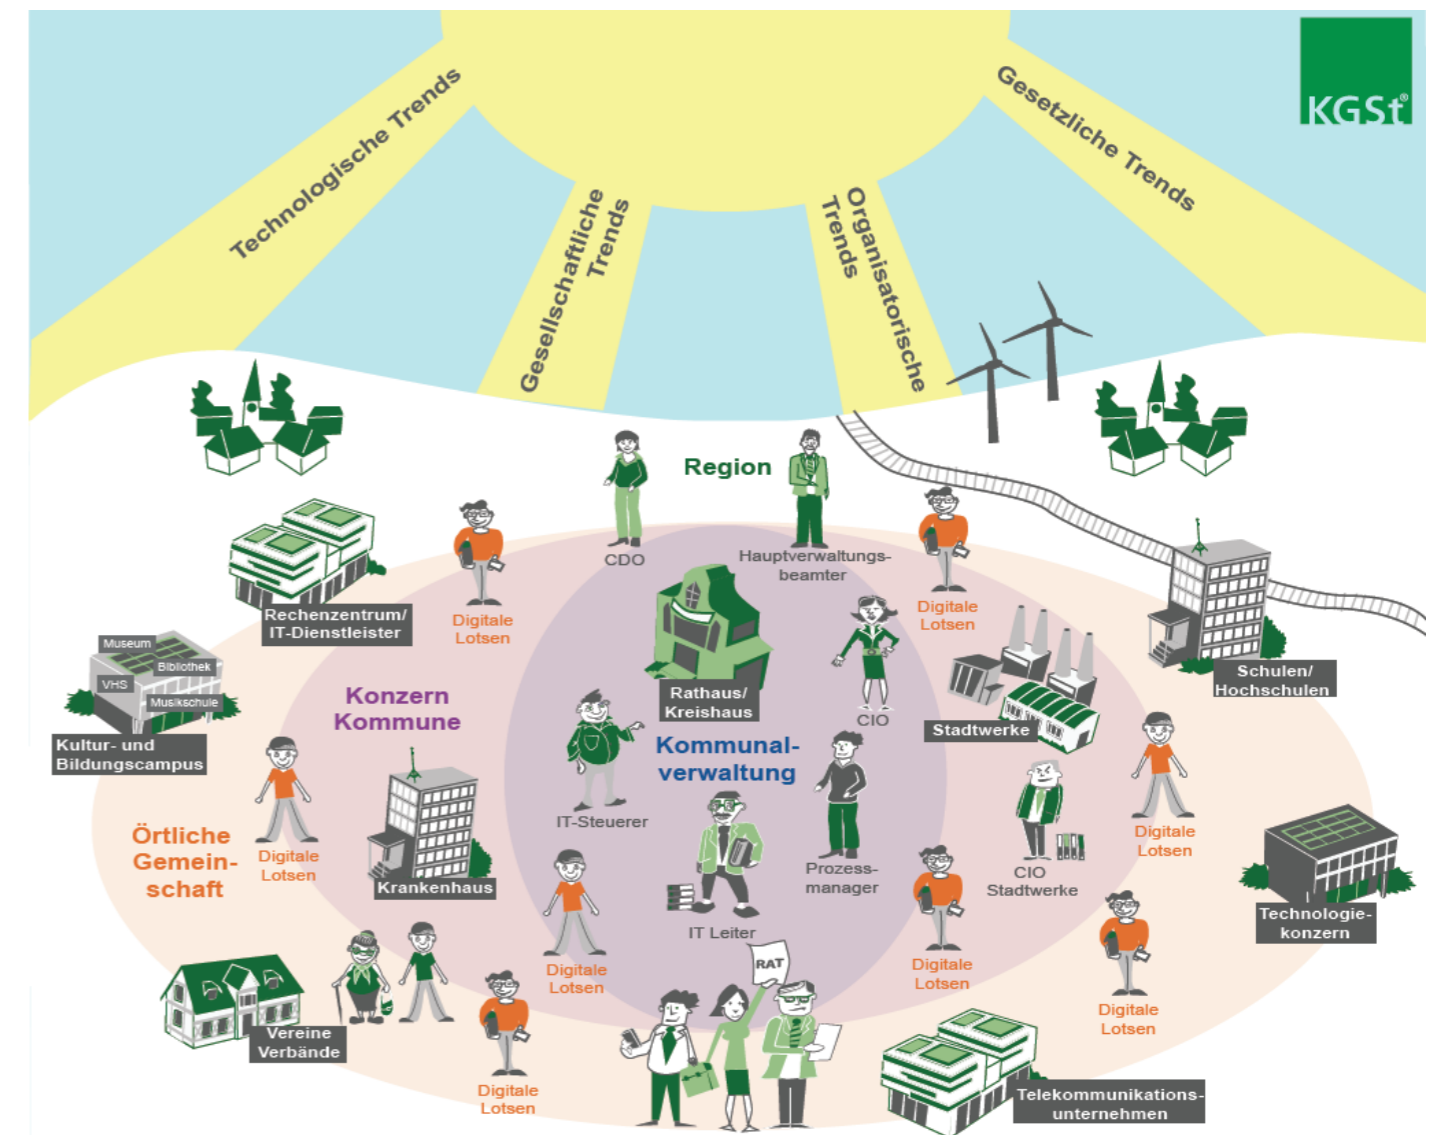 KGSt®
Technologische Trends
Gesellschaftliche
Trends
Organisatorische
Trends
Gesetzliche Trends
Region
CDO
Hauptverwaltungs-
beamter
Digitale
Lotsen
Digitale
Lotsen
Rechenzentrum/
IT-Dienstleister
Museum
Bibliothek
VHS
Musikschule
Kultur- und
Bildungscampus
Schulen/
Hochschulen
Rathaus/
Kreishaus
CIO
Stadtwerke
Konzern
Kommune
Kommunal-
verwaltung
IT-Steuerer
Prozess-
manager
CIO
Stadtwerke
Digitale
Lotsen
Örtliche
Gemein-
schaft
Digitale
Lotsen
Krankenhaus
IT Leiter
Technologie-
konzern
Digitale
Lotsen
RAT
Digitale
Lotsen
Digitale
Lotsen
Vereine
Verbände
Digitale
Lotsen
Telekommunikations-
unternehmen